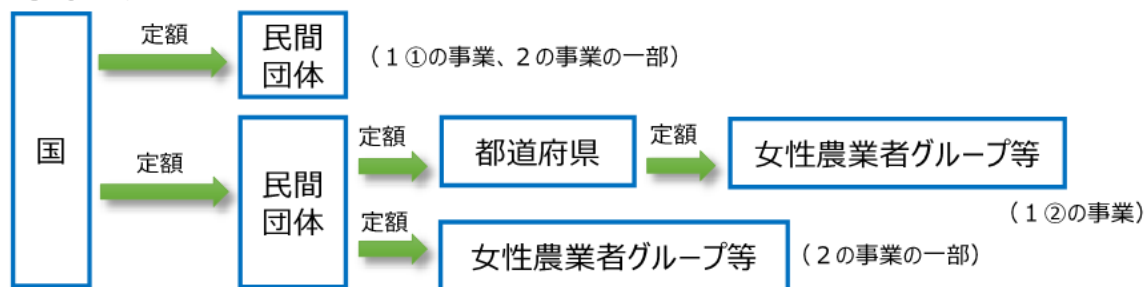 定額
民間
団体
（１①の事業、２の事業の一部）
国
定額
民間
団体
定額
都道府県
定額
女性農業者グループ等
（１②の事業）
定額
女性農業者グループ等
（２の事業の一部）